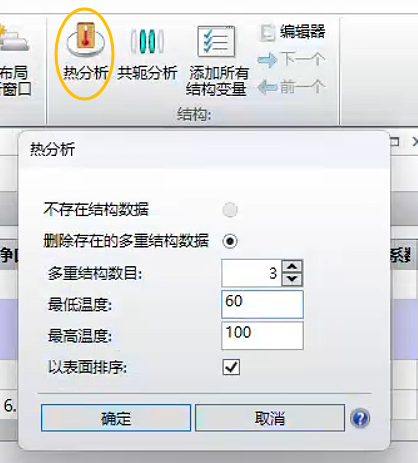 布局
窗口
热分析
共轭分析
添加所有
结构变量
编辑器
下一个
前一个
结构:
热分析
不存在结构数据
删除存在的多重结构数据
多重结构数目:
3
最低温度:
60
最高温度:
100
以表面排序:
确定
取消
系数
6.